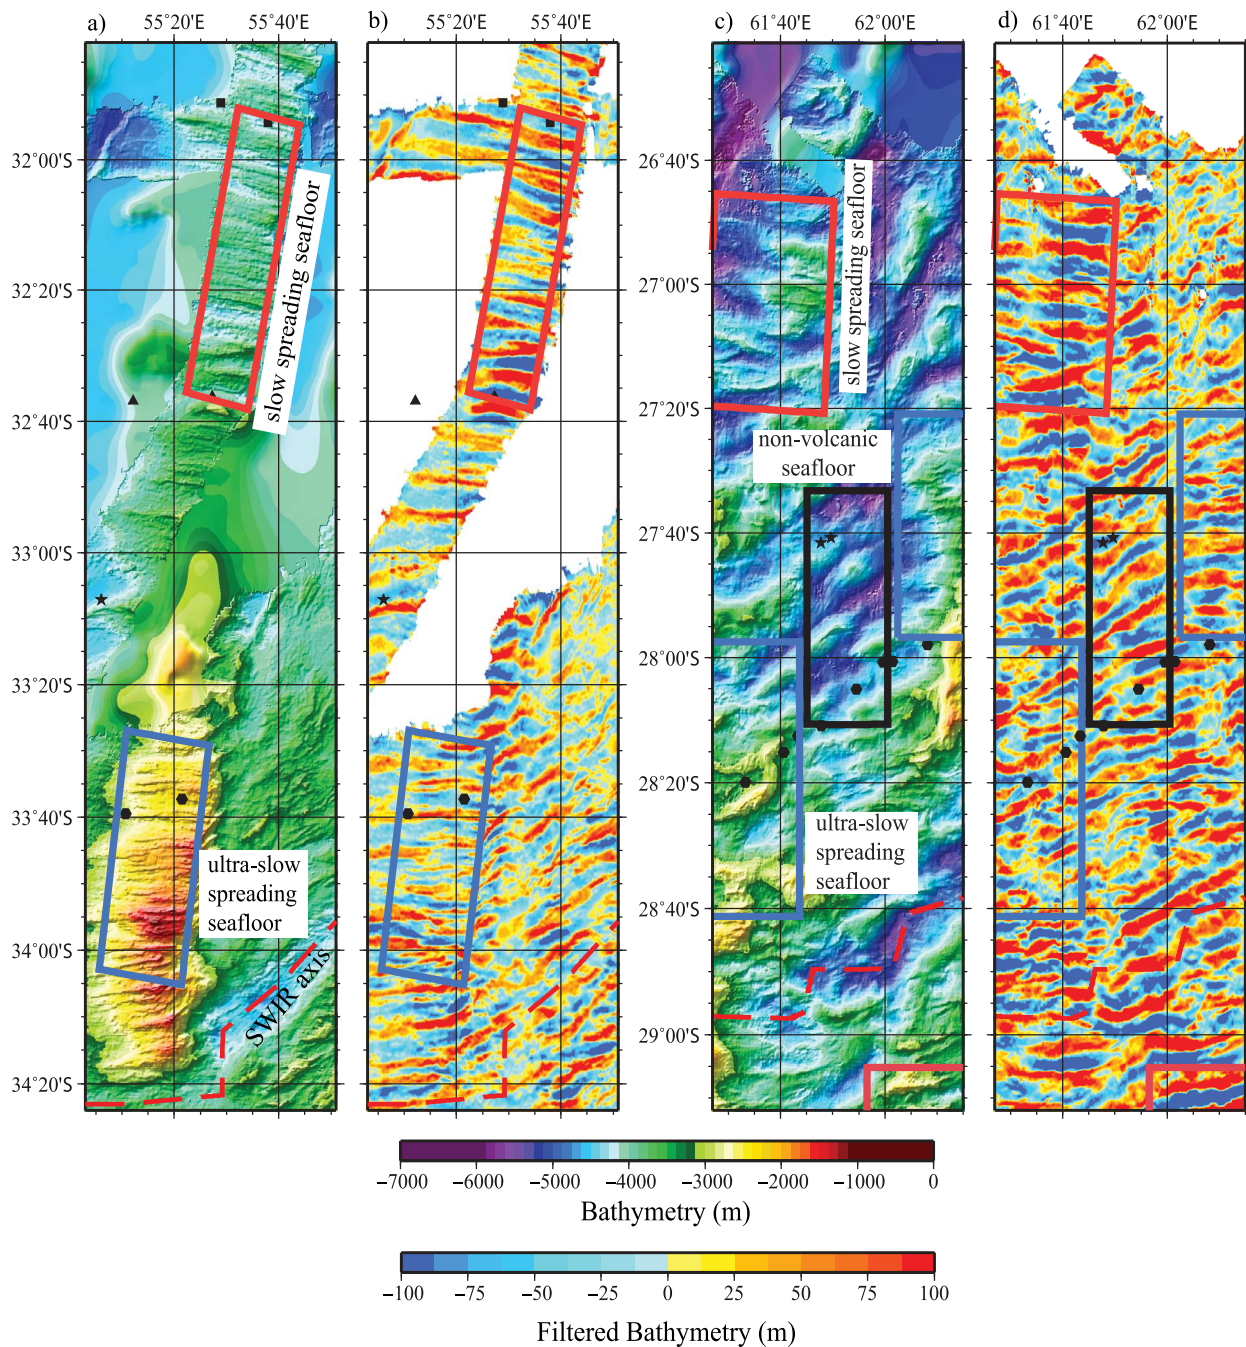 a) 55°20'E 55°40'E
b) 55°20'E 55°40'E
c) 61°40'E 62°00'E
d) 61°40'E 62°00'E
32°00'S
32°20'S
32°40'S
33°00'S
33°20'S
33°40'S
34°00'S
34°20'S
slow spreading seafloor
ultra-slow
spreading
seafloor
SWIR axis
26°40'S
27°00'S
27°20'S
27°40'S
28°00'S
28°20'S
28°40'S
29°00'S
slow spreading seafloor
non-volcanic
seafloor
ultra-slow
spreading
seafloor
−7000 −6000 −5000 −4000 −3000 −2000 −1000 0
Bathymetry (m)
−100 −75 −50 −25 0 25 50 75 100
Filtered Bathymetry (m)